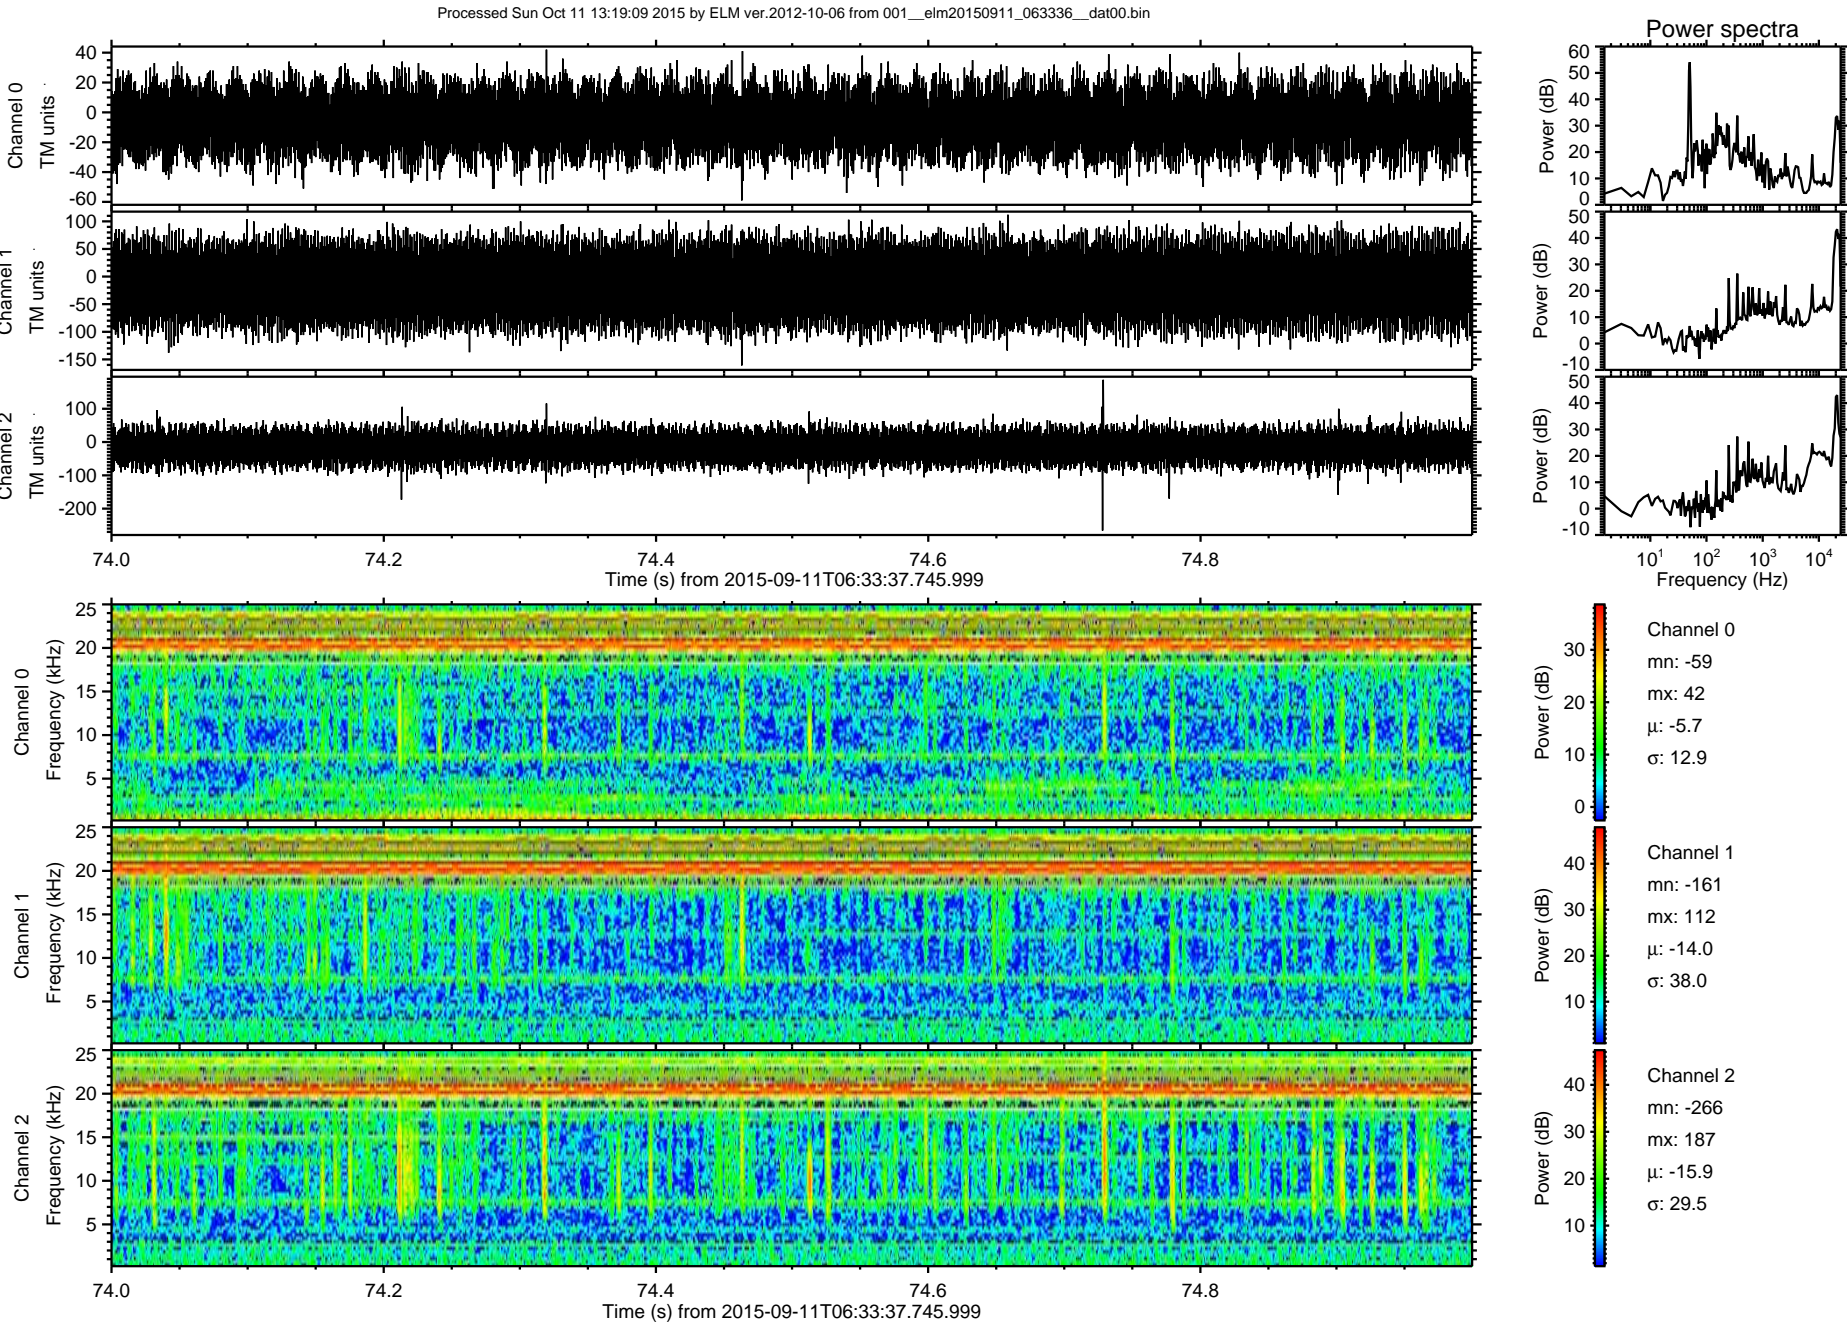 Processed Sun Oct 11 13:19:09 2015 by ELM ver.2012-10-06 from 001__elm20150911_063336__dat00.bin
Power spectra
Channel 0
TM units
40
20
0
-20
-40
-60
Power (dB)
60
50
40
30
20
10
0
Channel 1
TM units
100
50
0
-50
-100
-150
Power (dB)
50
40
30
20
10
0
-10
Channel 2
TM units
100
0
-100
-200
Power (dB)
50
40
30
20
10
0
-10
74.0 74.2 74.4 74.6 74.8
Time (s) from 2015-09-11T06:33:37.745.999
10¹ 10² 10³ 10⁴
Frequency (Hz)
Channel 0
Frequency (kHz)
25
20
15
10
5
Power (dB)
30
20
10
0
Channel 0
mn: -59
mx: 42
μ: -5.7
σ: 12.9
Channel 1
Frequency (kHz)
25
20
15
10
5
Power (dB)
40
30
20
10
Channel 1
mn: -161
mx: 112
μ: -14.0
σ: 38.0
Channel 2
Frequency (kHz)
25
20
15
10
5
Power (dB)
40
30
20
10
Channel 2
mn: -266
mx: 187
μ: -15.9
σ: 29.5
74.0 74.2 74.4 74.6 74.8
Time (s) from 2015-09-11T06:33:37.745.999